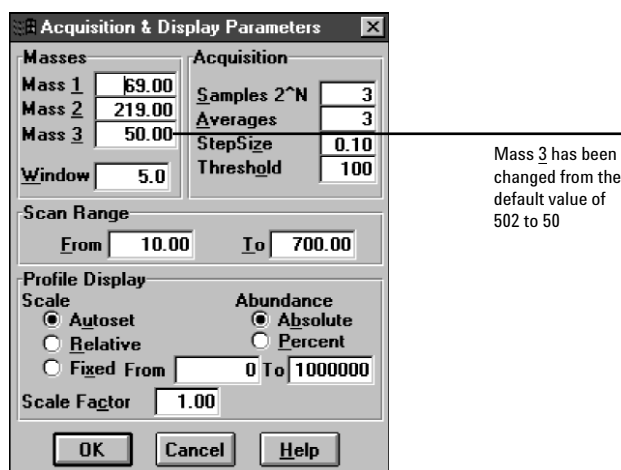 Acquisition & Display Parameters
Masses
Mass 1 69.00
Mass 2 219.00
Mass 3 50.00
Window 5.0
Acquisition
Samples 2^N 3
Averages 3
StepSize 0.10
Threshold 100
Mass 3 has been
changed from the
default value of
502 to 50
Scan Range
From 10.00 To 700.00
Profile Display
Scale
Autoset
Relative
Fixed From 0 To 1000000
Abundance
Absolute
Percent
Scale Factor 1.00
OK Cancel Help